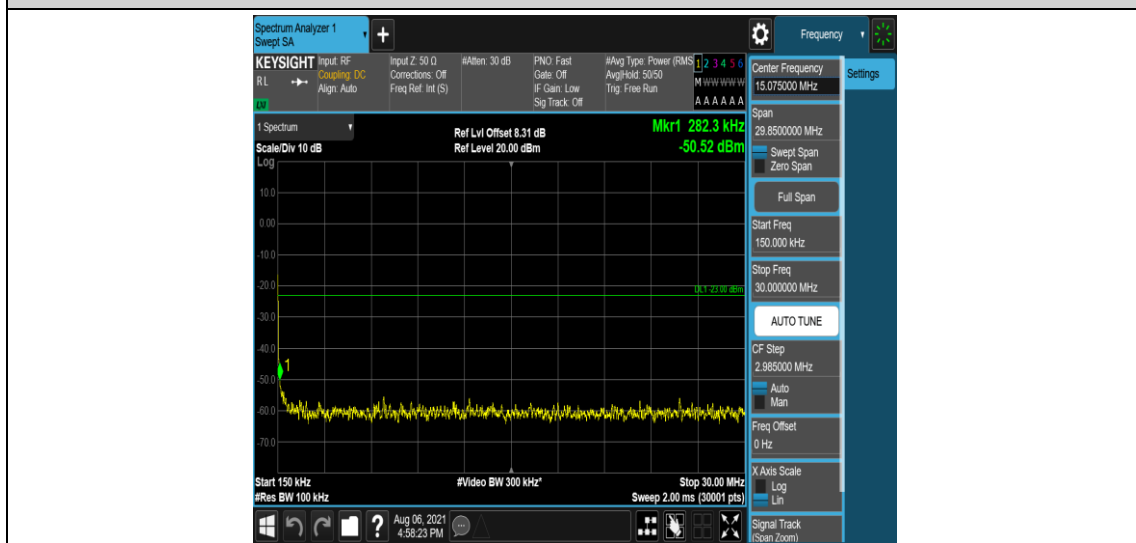 Spectrum Analyzer 1
Swept SA
+
Frequency
KEYSIGHT
RL
LXI
Input: RF
Coupling: DC
Align: Auto
Input Z: 50 Ω
Corrections: Off
Freq Ref: Int (S)
#Atten: 30 dB
PNO: Fast
Gate: Off
IF Gain: Low
Sig Track: Off
#Avg Type: Power (RMS
Avg|Hold: 50/50
Trig: Free Run
1 2 3 4 5 6
M W W W W W
A A A A A A
1 Spectrum
Scale/Div 10 dB
Log
Ref Lvl Offset 8.31 dB
Ref Level 20.00 dBm
Mkr1 282.3 kHz
-50.52 dBm
10.0
0.00
-10.0
-20.0
-30.0
-40.0
-50.0
-60.0
-70.0
DL1 -23.00 dBm
1
Start 150 kHz
#Res BW 100 kHz
#Video BW 300 kHz*
Stop 30.00 MHz
Sweep 2.00 ms (30001 pts)
?
Aug 06, 2021
4:58:23 PM
Center Frequency
15.075000 MHz
Settings
Span
29.8500000 MHz
Swept Span
Zero Span
Full Span
Start Freq
150.000 kHz
Stop Freq
30.000000 MHz
AUTO TUNE
CF Step
2.985000 MHz
Auto
Man
Freq Offset
0 Hz
X Axis Scale
Log
Lin
Signal Track
(Span Zoom)